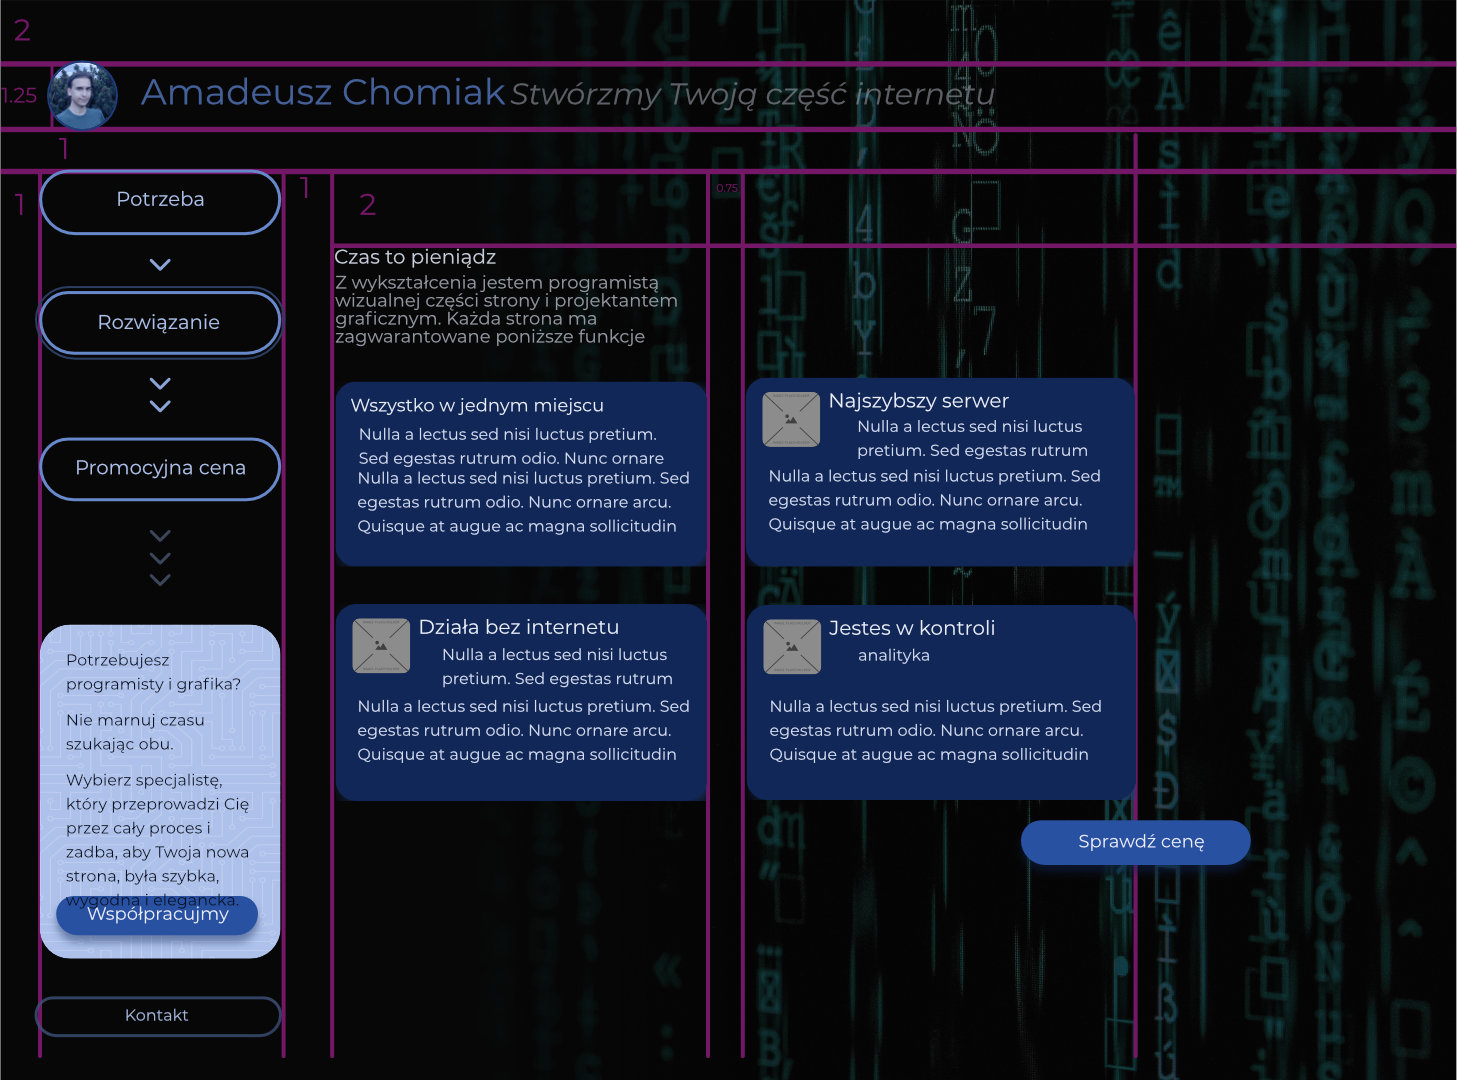 2
1.25
Amadeusz Chomiak Stwórzmy Twoją część internetu
1
1
1
2
0.75
Potrzeba
Rozwiązanie
Promocyjna cena
Potrzebujesz
programisty i grafika?
Nie marnuj czasu
szukając obu.
Wybierz specjalistę,
który przeprowadzi Cię
przez cały proces i
zadba, aby Twoja nowa
strona, była szybka,
wygodna i elegancka.
Współpracujmy
Kontakt
Czas to pieniądz
Z wykształcenia jestem programistą
wizualnej części strony i projektantem
graficznym. Każda strona ma
zagwarantowane poniższe funkcje
Wszystko w jednym miejscu
Nulla a lectus sed nisi luctus pretium.
Sed egestas rutrum odio. Nunc ornare
Nulla a lectus sed nisi luctus pretium. Sed
egestas rutrum odio. Nunc ornare arcu.
Quisque at augue ac magna sollicitudin
Najszybszy serwer
Nulla a lectus sed nisi luctus
pretium. Sed egestas rutrum
Nulla a lectus sed nisi luctus pretium. Sed
egestas rutrum odio. Nunc ornare arcu.
Quisque at augue ac magna sollicitudin
Działa bez internetu
Nulla a lectus sed nisi luctus
pretium. Sed egestas rutrum
Nulla a lectus sed nisi luctus pretium. Sed
egestas rutrum odio. Nunc ornare arcu.
Quisque at augue ac magna sollicitudin
Jestes w kontroli
analityka
Nulla a lectus sed nisi luctus pretium. Sed
egestas rutrum odio. Nunc ornare arcu.
Quisque at augue ac magna sollicitudin
Sprawdź cenę